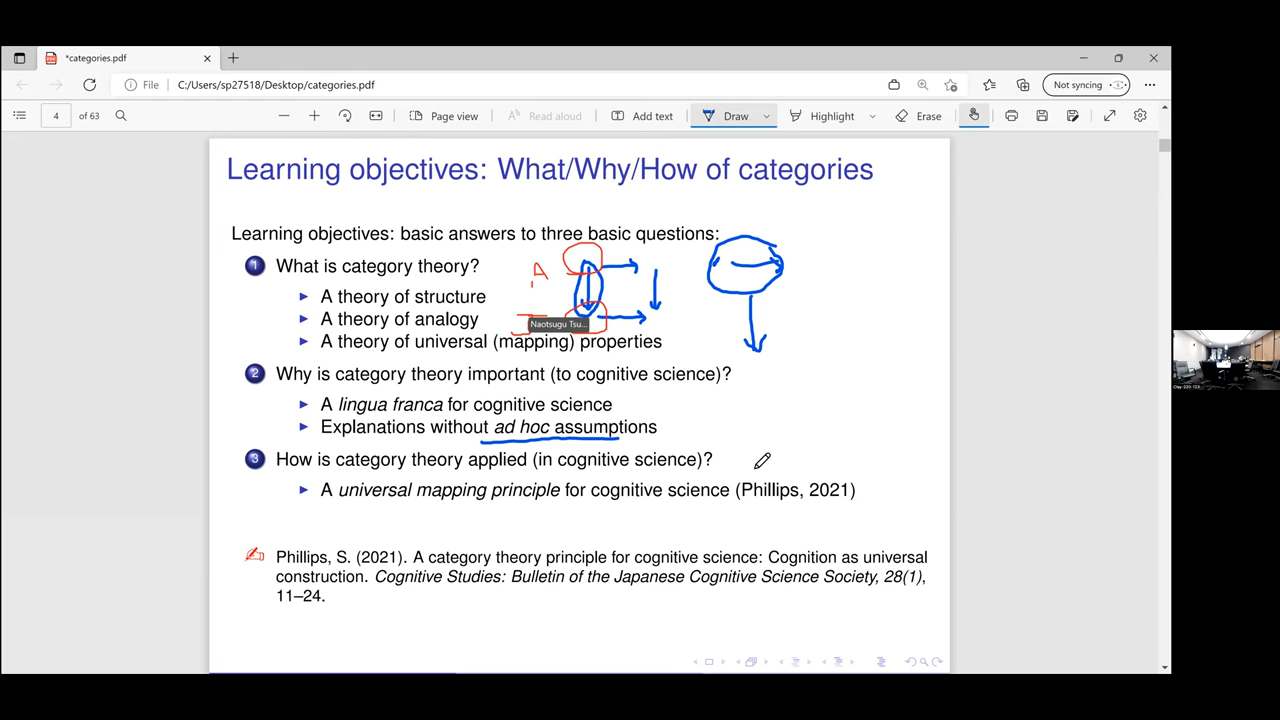 *categories.pdf
File
C:/Users/sp27518/Desktop/categories.pdf
Not syncing
4 of 63
Page view
Read aloud
Add text
Draw
Highlight
Erase
Learning objectives: What/Why/How of categories
Learning objectives: basic answers to three basic questions:
1 What is category theory?
A
► A theory of structure
► A theory of analogy
Naotsugu Tsu...
► A theory of universal (mapping) properties
2 Why is category theory important (to cognitive science)?
► A lingua franca for cognitive science
► Explanations without ad hoc assumptions
3 How is category theory applied (in cognitive science)?
► A universal mapping principle for cognitive science (Phillips, 2021)
Phillips, S. (2021). A category theory principle for cognitive science: Cognition as universal
construction. Cognitive Studies: Bulletin of the Japanese Cognitive Science Society, 28(1),
11–24.